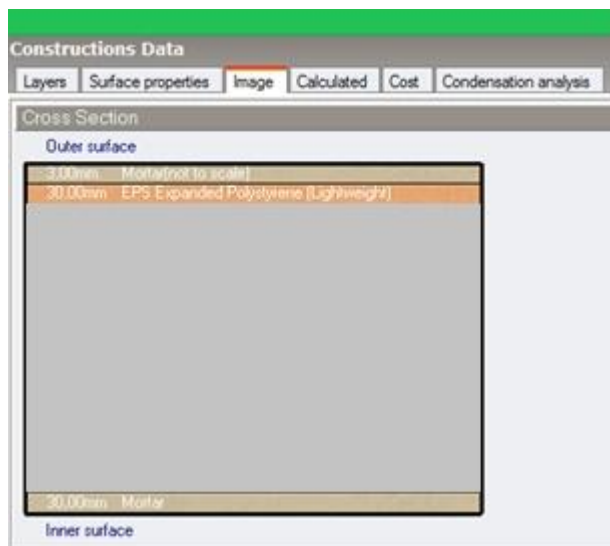 Constructions Data
Layers Surface properties Image Calculated Cost Condensation analysis
Cross Section
Outer surface
3.00mm Mortar(not to scale)
30.00mm EPS Expanded Polystyrene (Lightweight)
30.00mm Mortar
Inner surface